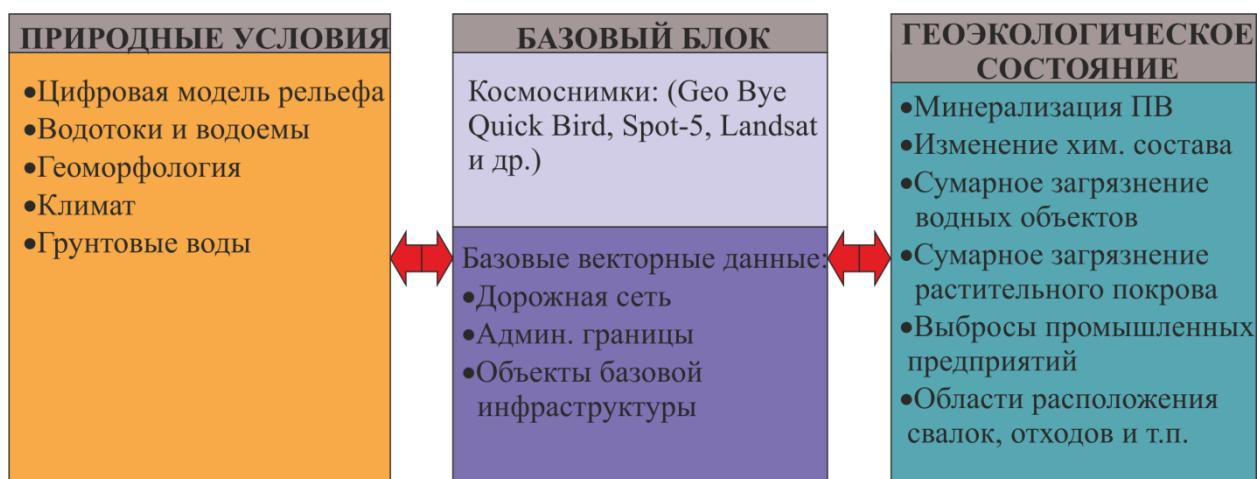 ПРИРОДНЫЕ УСЛОВИЯ
•Цифровая модель рельефа
•Водотоки и водоемы
•Геоморфология
•Климат
•Грунтовые воды
БАЗОВЫЙ БЛОК
Космоснимки: (Geo Bye
Quick Bird, Spot-5, Landsat
и др.)
Базовые векторные данные:
•Дорожная сеть
•Админ. границы
•Объекты базовой
инфраструктуры
ГЕОЭКОЛОГИЧЕСКОЕ
СОСТОЯНИЕ
•Минерализация ПВ
•Изменение хим. состава
•Сумарное загрязнение
водных объектов
•Сумарное загрязнение
растительного покрова
•Выбросы промышленных
предприятий
•Области расположения
свалок, отходов и т.п.